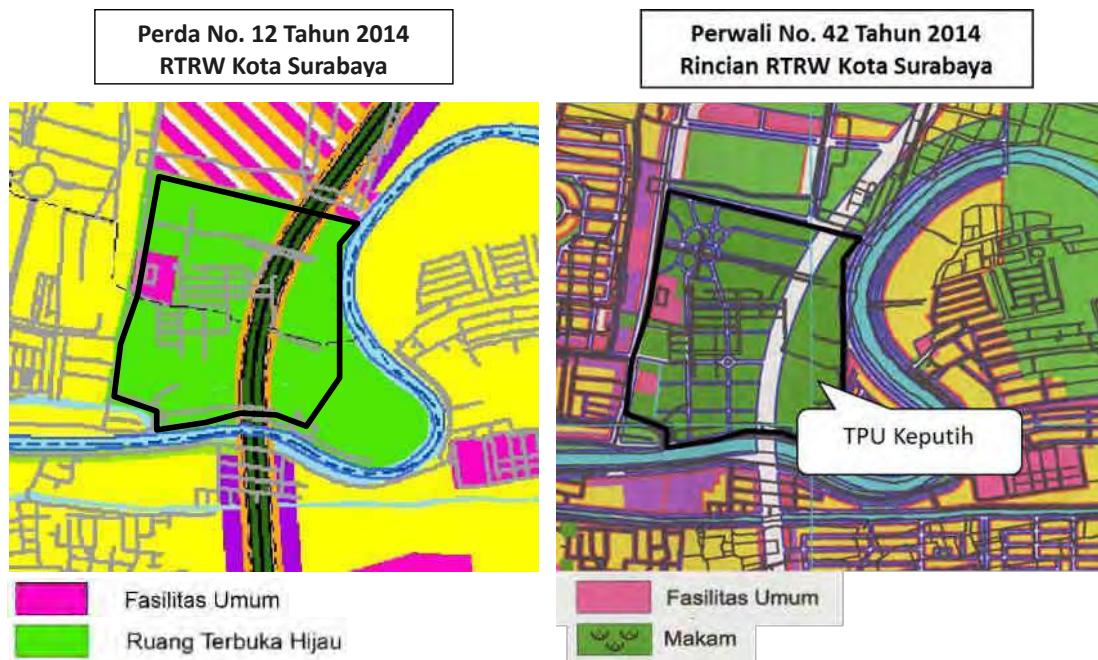 Perda No. 12 Tahun 2014
RTRW Kota Surabaya
Perwali No. 42 Tahun 2014
Rincian RTRW Kota Surabaya
TPU Keputih
Fasilitas Umum
Ruang Terbuka Hijau
Fasilitas Umum
Makam